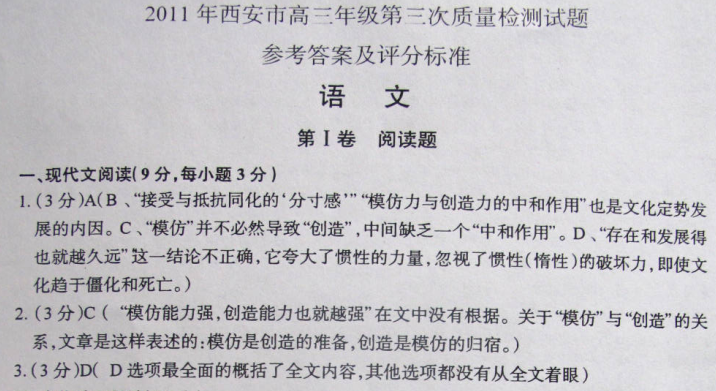 2011年西安市高三年级第三次质量检测试题
参考答案及评分标准
语 文
第Ⅰ卷 阅读题
一、现代文阅读(9分,每小题3分)
1.(3分)A(B、“接受与抵抗同化的‘分寸感’”“模仿力与创造力的中和作用”也是文化定势发
展的内因。C、“模仿”并不必然导致“创造”,中间缺乏一个“中和作用”。D、“存在和发展得
也就越久远”这一结论不正确,它夸大了惯性的力量,忽视了惯性(惰性)的破坏力,即使文
化趋于僵化和死亡。)
2.(3分)C(“模仿能力强,创造能力也就越强”在文中没有根据。关于“模仿”与“创造”的关
系,文章是这样表述的:模仿是创造的准备,创造是模仿的归宿。)
3.(3分)D( D选项最全面的概括了全文内容,其他选项都没有从全文着眼)